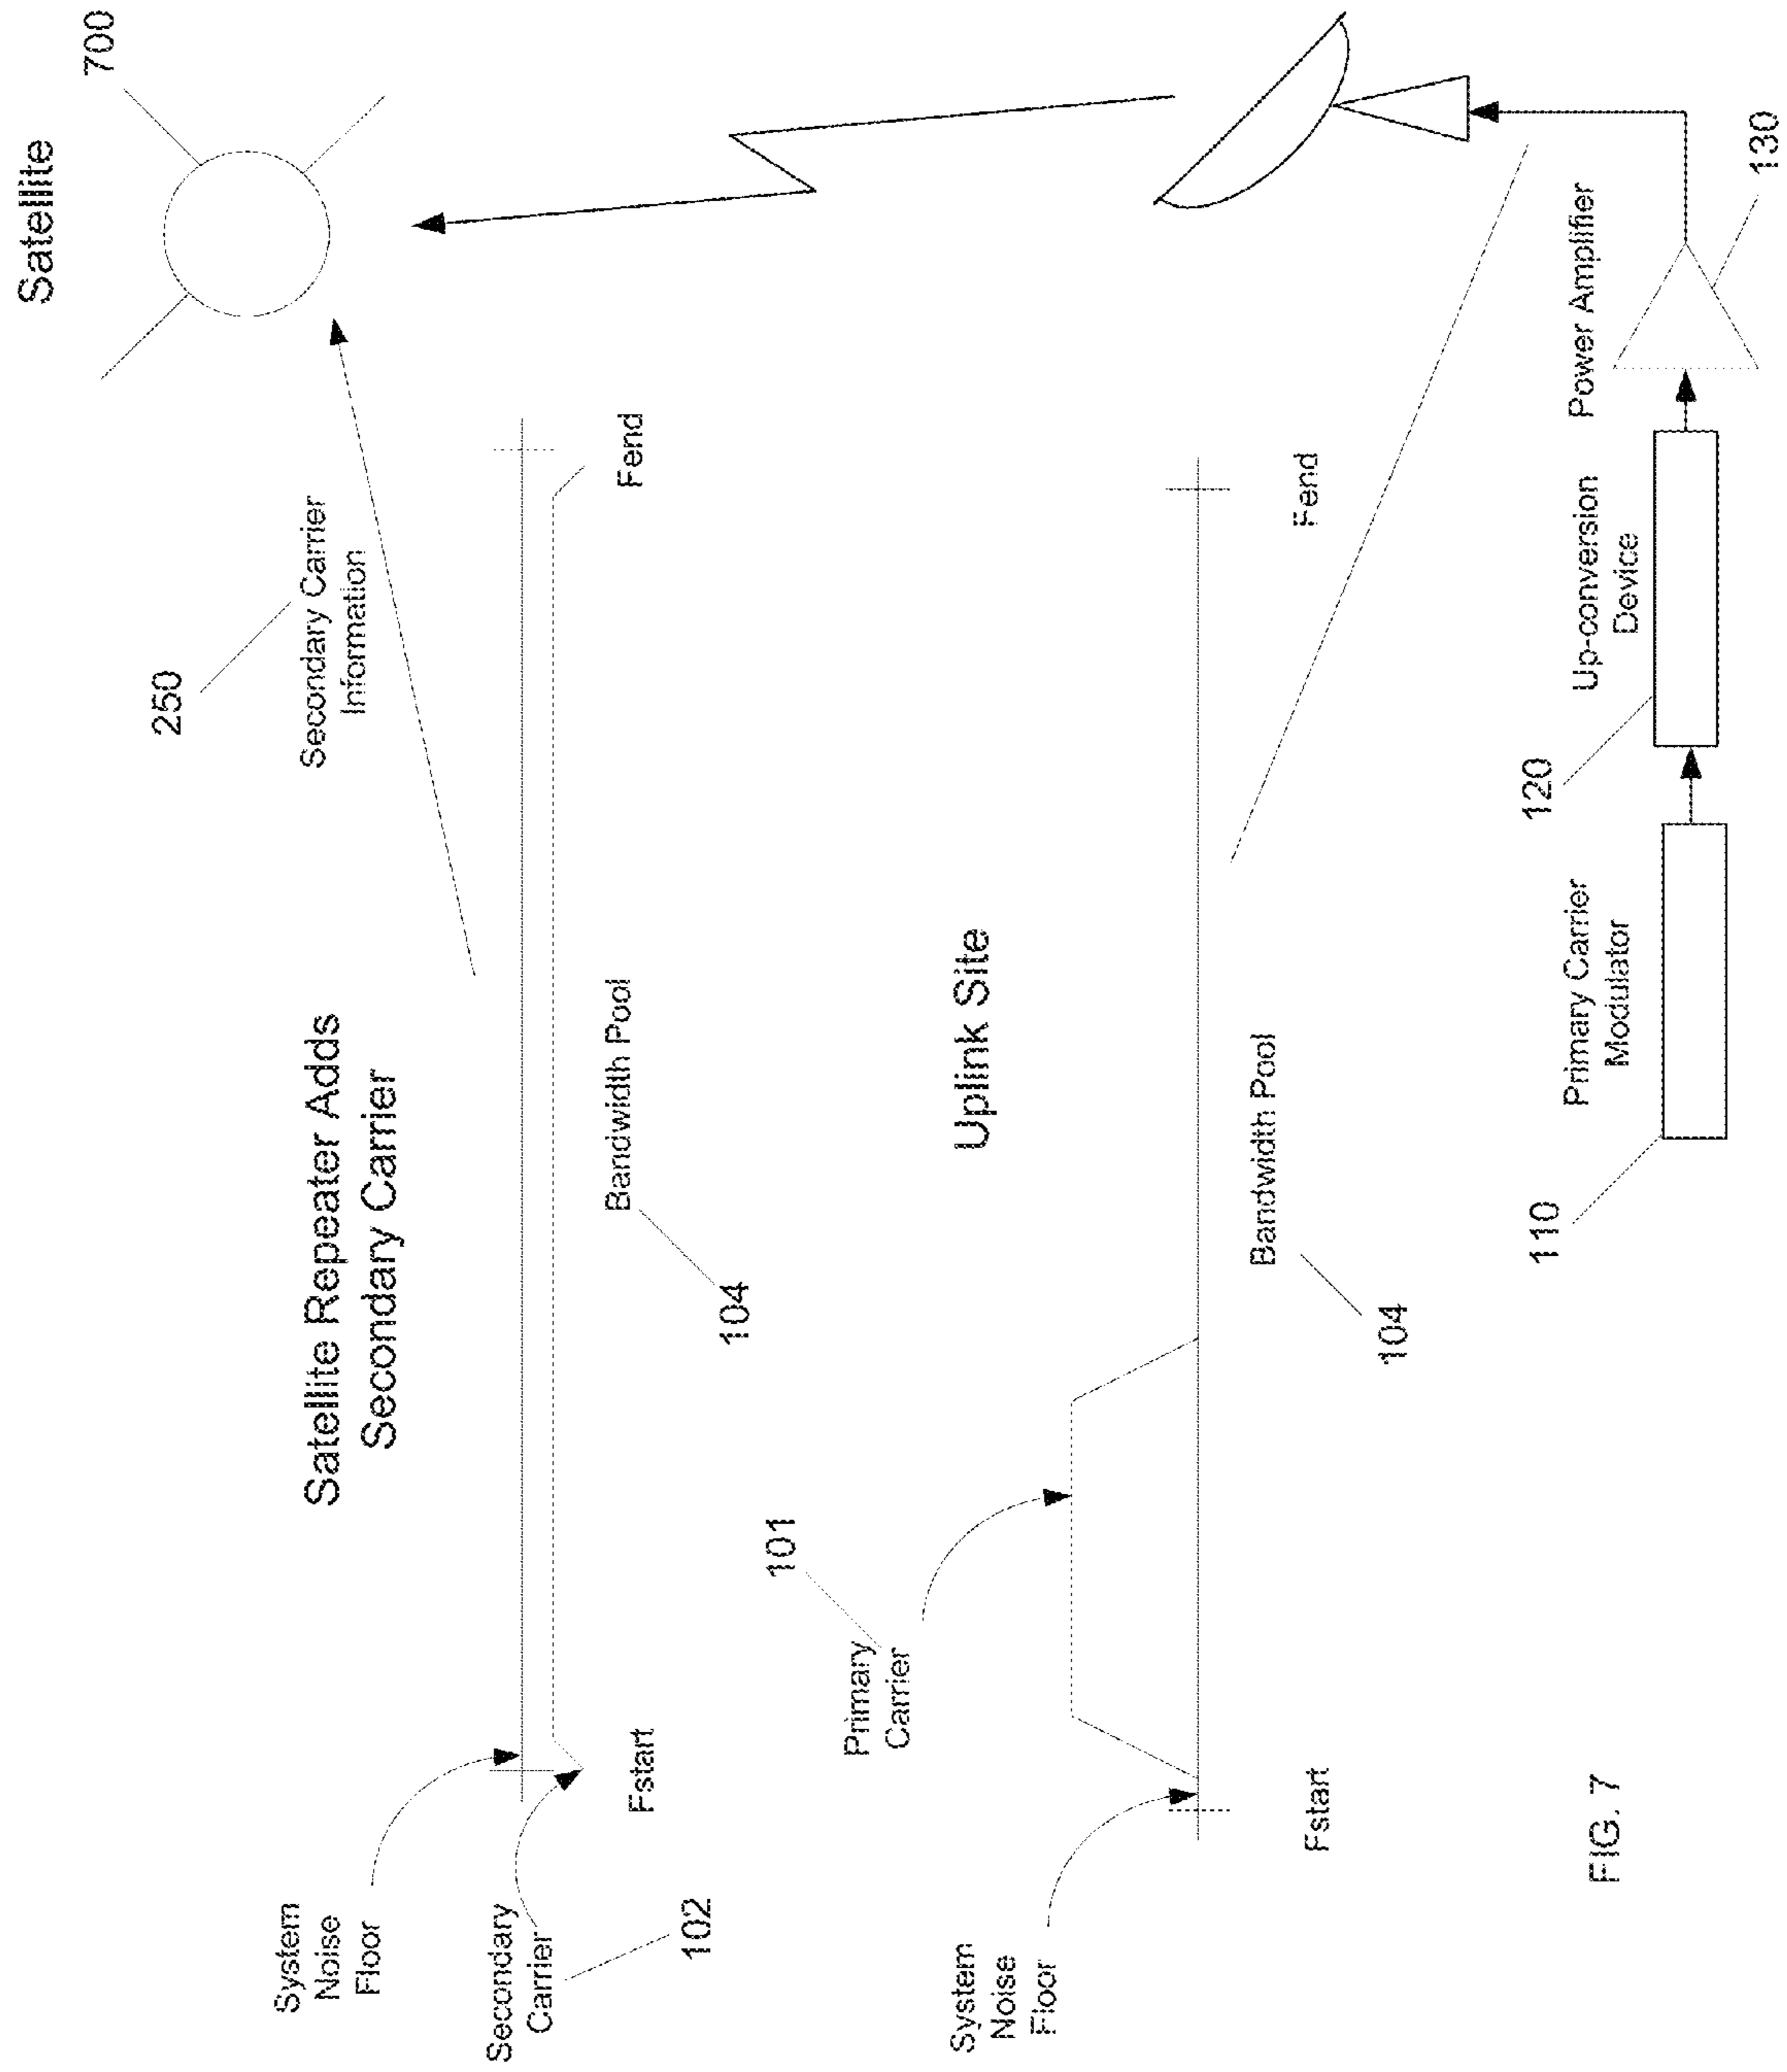 Satellite
700
Satellite Repeater Adds
Secondary Carrier
250
Secondary Carrier
Information
System
Noise
Floor
Secondary
Carrier
102
Fstart
Bandwidth Pool
104
Fend
Uplink Site
101
Primary
Carrier
System
Noise
Floor
Fstart
Bandwidth Pool
104
Fend
110
Primary Carrier
Modulator
120
Up-conversion
Device
Power Amplifier
130
FIG. 7